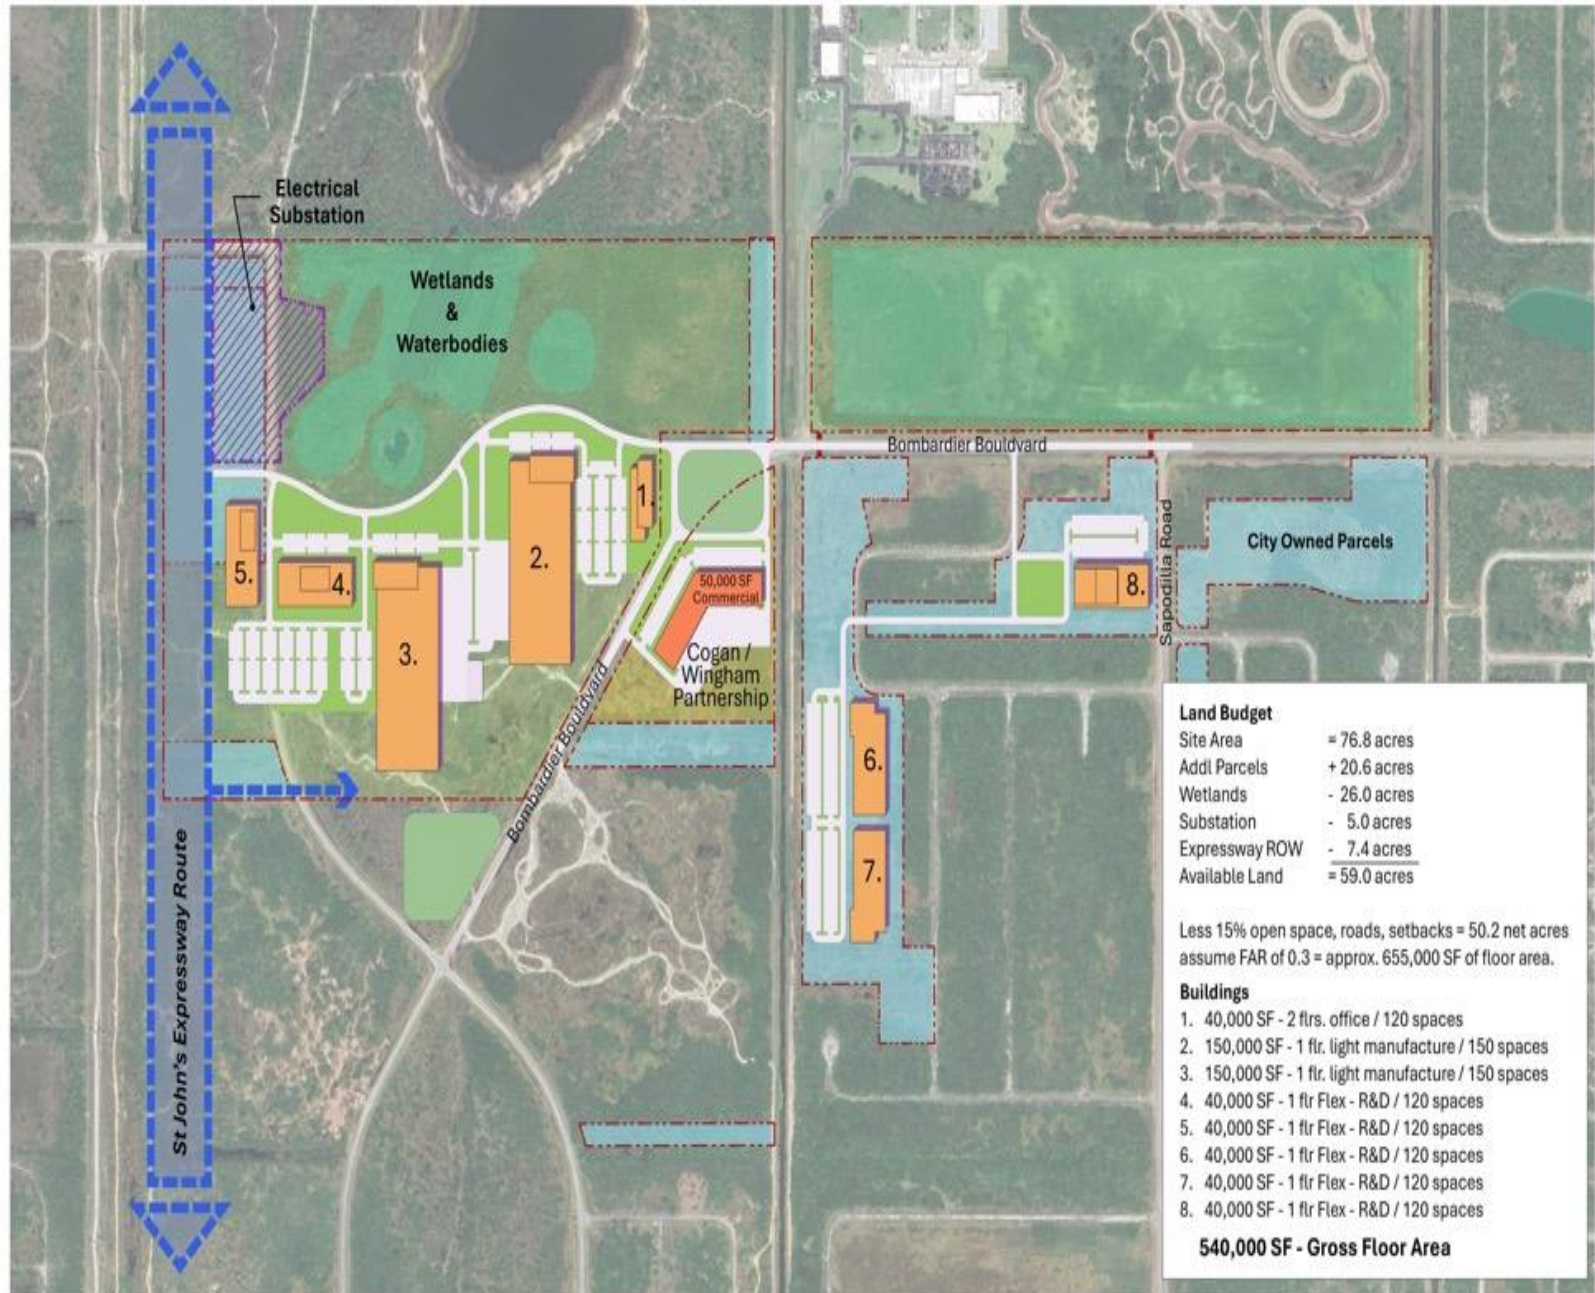 Electrical
Substation
Wetlands
&
Waterbodies
Bombardier Bouldvard
1.
2.
3.
4.
5.
50,000 SF
Commercial
Cogan /
Wingham
Partnership
Bombardier Bouldvard
Sapodilla Road
City Owned Parcels
8.
6.
7.
St John's Expressway Route
Land Budget
Site Area = 76.8 acres
Addl Parcels + 20.6 acres
Wetlands - 26.0 acres
Substation - 5.0 acres
Expressway ROW - 7.4 acres
Available Land = 59.0 acres
Less 15% open space, roads, setbacks = 50.2 net acres
assume FAR of 0.3 = approx. 655,000 SF of floor area.
Buildings
1. 40,000 SF - 2 flrs. office / 120 spaces
2. 150,000 SF - 1 flr. light manufacture / 150 spaces
3. 150,000 SF - 1 flr. light manufacture / 150 spaces
4. 40,000 SF - 1 flr Flex - R&D / 120 spaces
5. 40,000 SF - 1 flr Flex - R&D / 120 spaces
6. 40,000 SF - 1 flr Flex - R&D / 120 spaces
7. 40,000 SF - 1 flr Flex - R&D / 120 spaces
8. 40,000 SF - 1 flr Flex - R&D / 120 spaces
540,000 SF - Gross Floor Area